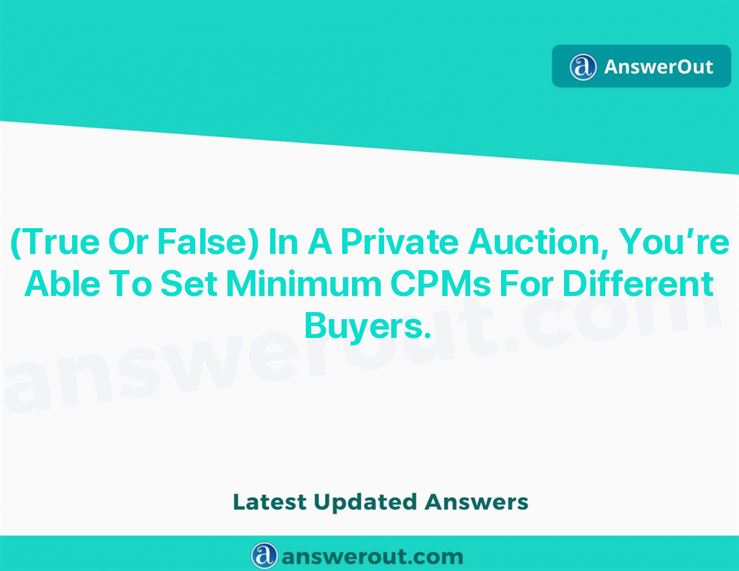 AnswerOut
(True Or False) In A Private Auction, You’re
Able To Set Minimum CPMs For Different
Buyers.
answerout.com
Latest Updated Answers
answerout.com